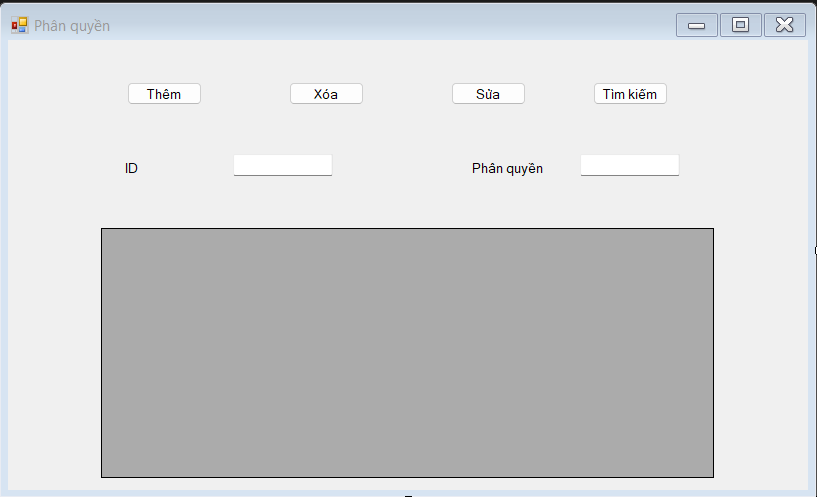 Phân quyền
Thêm Xóa Sửa Tìm kiếm
ID Phân quyền